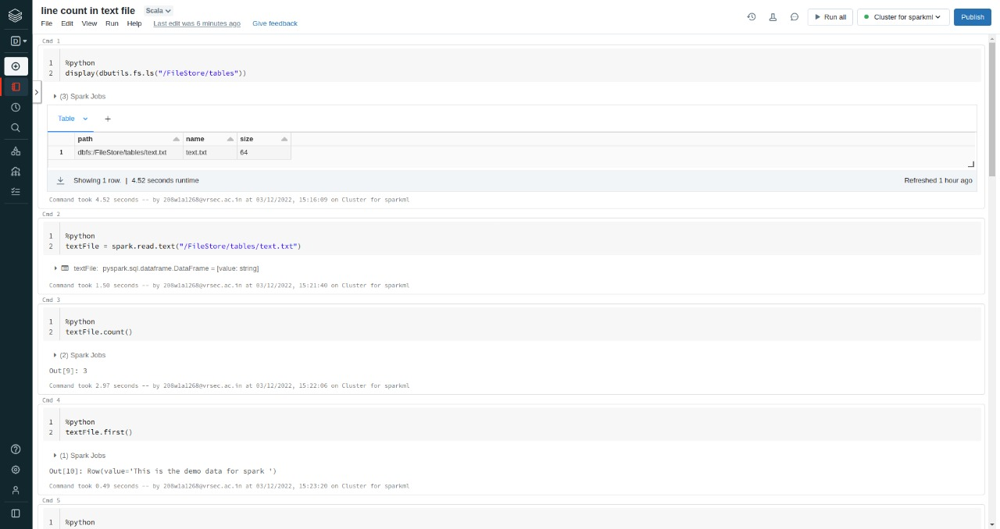 line count in text file Scala
File Edit View Run Help Last edit was 6 minutes ago Give feedback
Run all Cluster for sparkml Publish
D
Cmd 1
1 %python
2 display(dbutils.fs.ls("/FileStore/tables"))
(3) Spark Jobs
Table +
path name size
1 dbfs:/FileStore/tables/text.txt text.txt 64
Showing 1 row. | 4.52 seconds runtime Refreshed 1 hour ago
Command took 4.52 seconds -- by 208w1a1268@vrsec.ac.in at 03/12/2022, 15:16:09 on Cluster for sparkml
Cmd 2
1 %python
2 textFile = spark.read.text("/FileStore/tables/text.txt")
textFile: pyspark.sql.dataframe.DataFrame = [value: string]
Command took 1.50 seconds -- by 208w1a1268@vrsec.ac.in at 03/12/2022, 15:21:40 on Cluster for sparkml
Cmd 3
1 %python
2 textFile.count()
(2) Spark Jobs
Out[9]: 3
Command took 2.97 seconds -- by 208w1a1268@vrsec.ac.in at 03/12/2022, 15:22:06 on Cluster for sparkml
Cmd 4
1 %python
2 textFile.first()
(1) Spark Jobs
Out[10]: Row(value='This is the demo data for spark ')
Command took 0.49 seconds -- by 208w1a1268@vrsec.ac.in at 03/12/2022, 15:23:20 on Cluster for sparkml
Cmd 5
1 %python